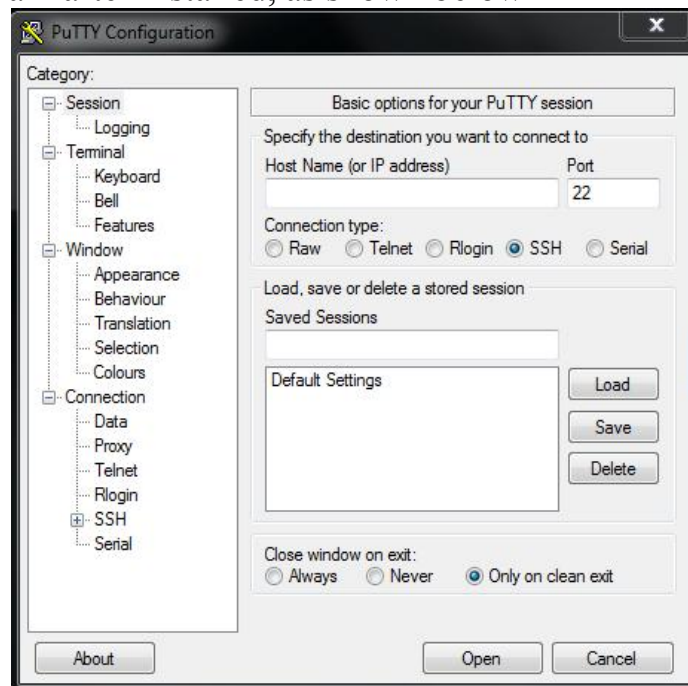 as shown below
PuTTY Configuration
x
Category:
Session
Logging
Terminal
Keyboard
Bell
Features
Window
Appearance
Behaviour
Translation
Selection
Colours
Connection
Data
Proxy
Telnet
Rlogin
SSH
Serial
Basic options for your PuTTY session
Specify the destination you want to connect to
Host Name (or IP address) Port
22
Connection type:
Raw Telnet Rlogin SSH Serial
Load, save or delete a stored session
Saved Sessions
Default Settings
Load
Save
Delete
Close window on exit:
Always Never Only on clean exit
About Open Cancel